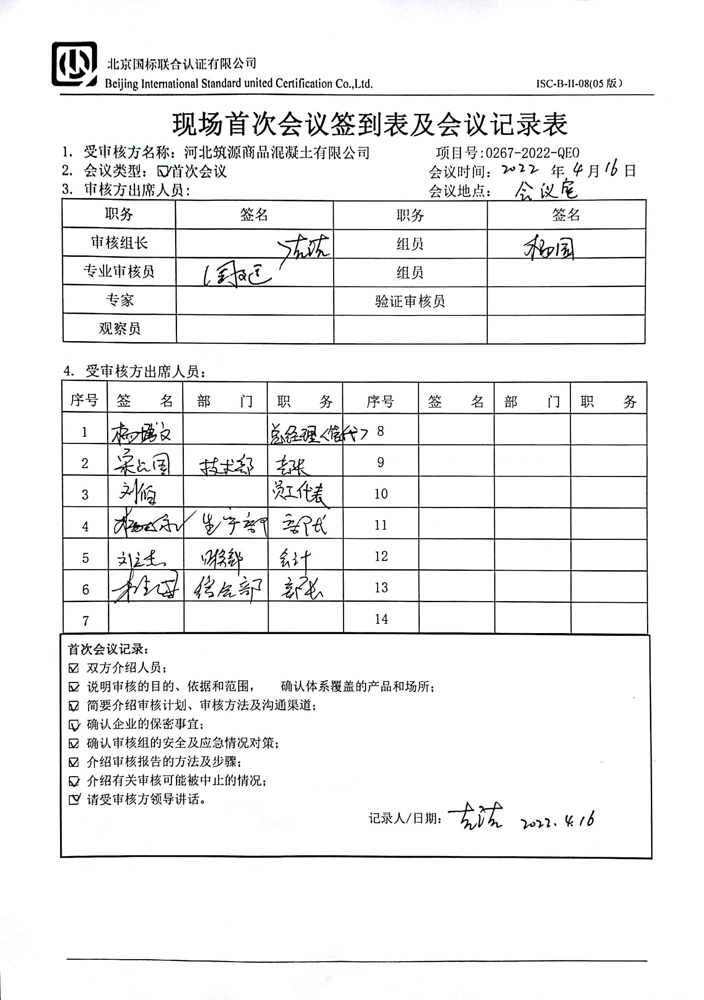 北京国标联合认证有限公司
Beijing International Standard united Certification Co.,Ltd.
ISC-B-II-08(05 版)
现场首次会议签到表及会议记录表
1. 受审核方名称：河北筑源商品混凝土有限公司 项目号:0267-2022-QEO
2. 会议类型：☑首次会议 会议时间：2022 年 4 月 16 日
3. 审核方出席人员： 会议地点： 会议室
职务 签名 职务 签名
审核组长 组员 杨园
专业审核员 组员
专家 验证审核员
观察员
4. 受审核方出席人员：
序号 签 名 部 门 职 务 序号 签 名 部 门 职 务
1 杨博文 总经理(管代) 8
2 宋占国 技术部 部长 9
3 员工代表 10
4 生产部 部长 11
5 刘立杰 财务部 会计 12
6 综合部 部长 13
7 14
首次会议记录：
☑ 双方介绍人员；
☑ 说明审核的目的、依据和范围， 确认体系覆盖的产品和场所；
☑ 简要介绍审核计划、审核方法及沟通渠道；
☑ 确认企业的保密事宜；
☑ 确认审核组的安全及应急情况对策；
☑ 介绍审核报告的方法及步骤；
☑ 介绍有关审核可能被中止的情况；
☑ 请受审核方领导讲话。
记录人/日期： 2022.4.16